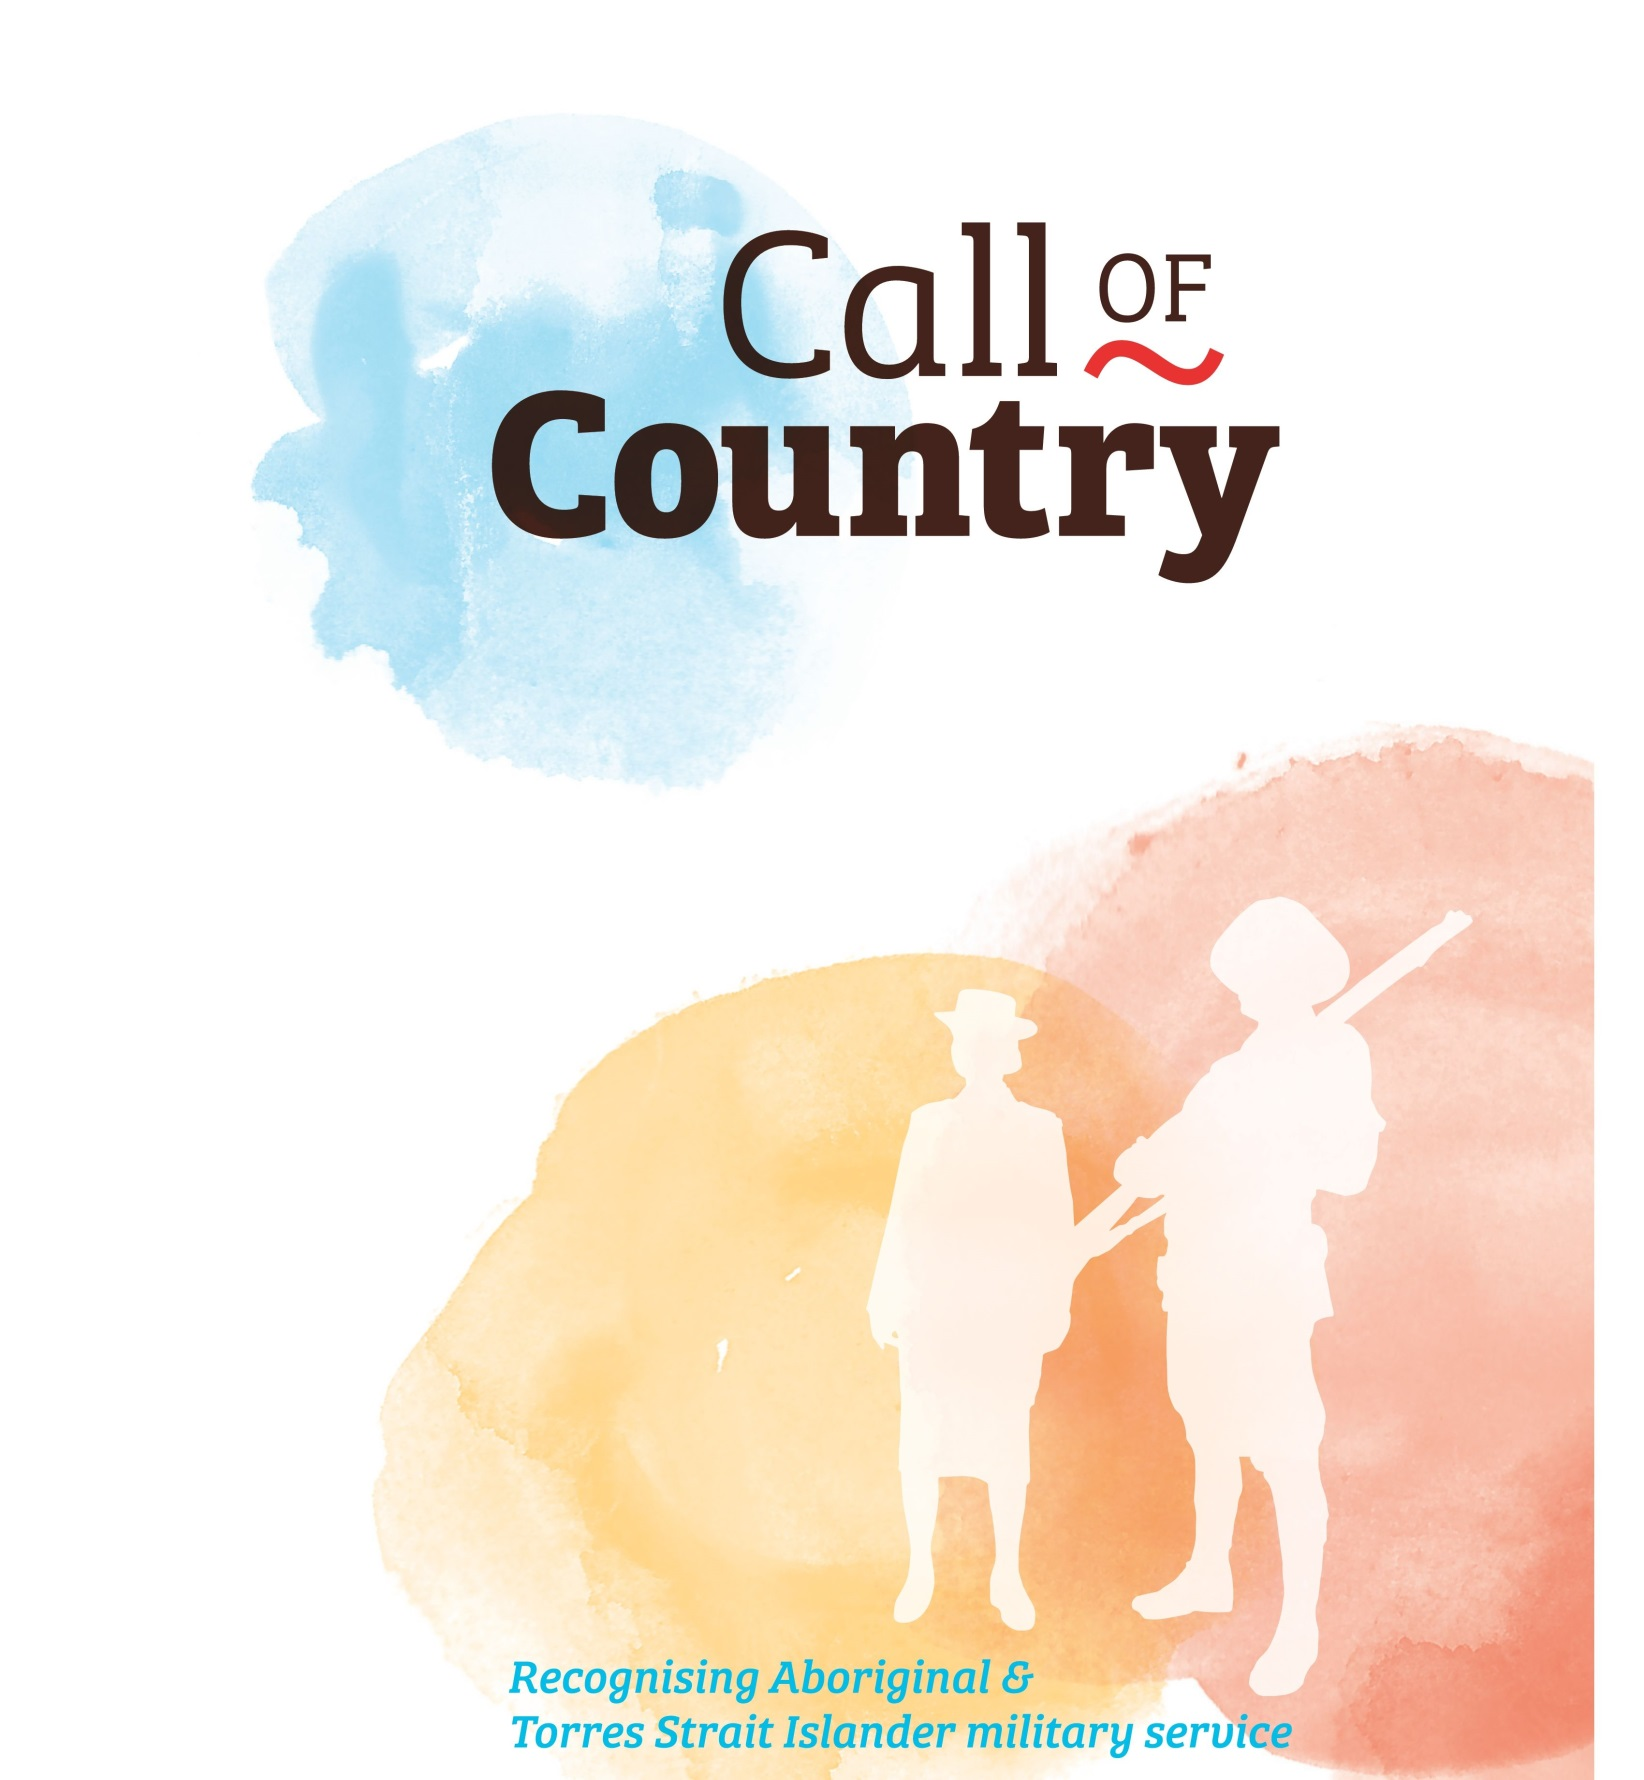 Call OF
Country
Recognising Aboriginal &
Torres Strait Islander military service